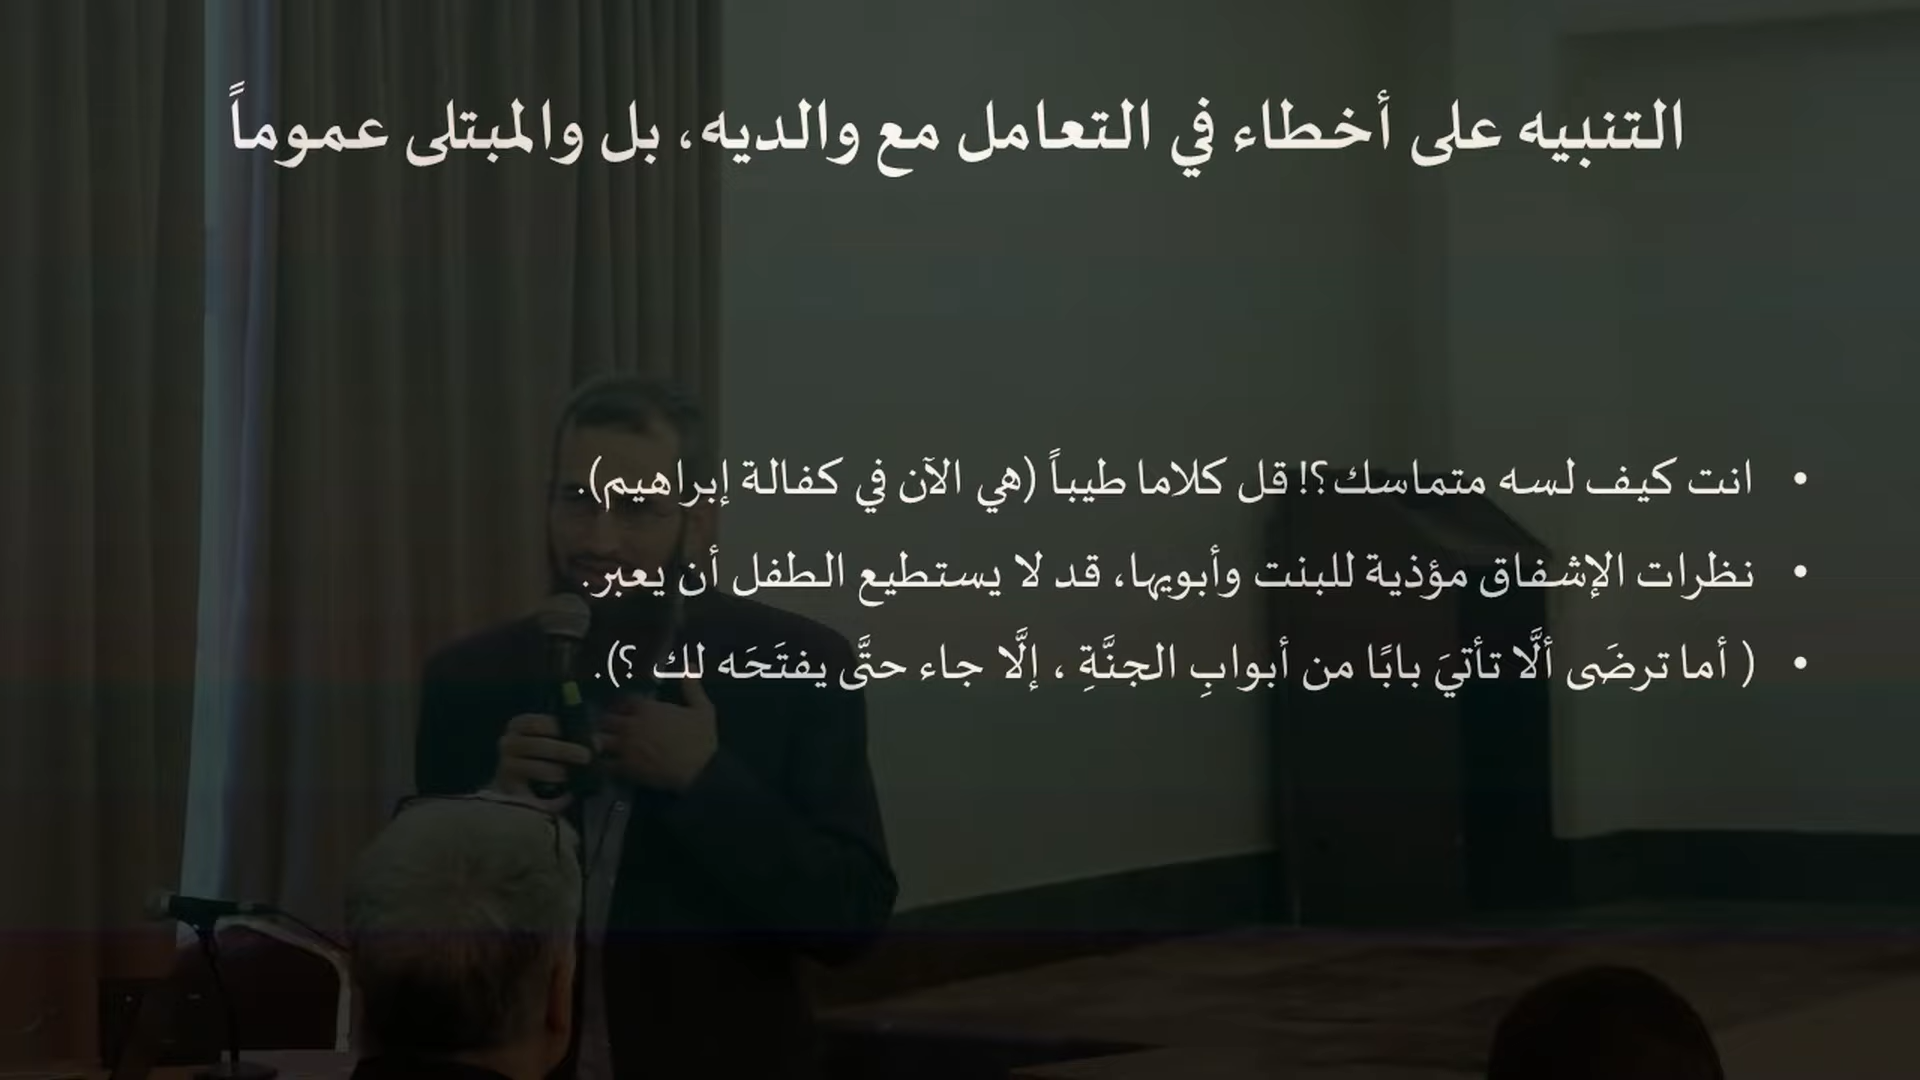 التنبيه على أخطاء في التعامل مع والديه، بل والمبتلى عموماً
• انت كيف لسه متماسك؟! قل كلاما طيباً (هي الآن في كفالة إبراهيم).
• نظرات الإشفاق مؤذية للبنت وأبويها، قد لا يستطيع الطفل أن يعبر.
• ( أما ترضَى ألَّا تأتيَ بابًا من أبوابِ الجنَّةِ ، إلَّا جاء حتَّى يفتَحَه لك ؟).